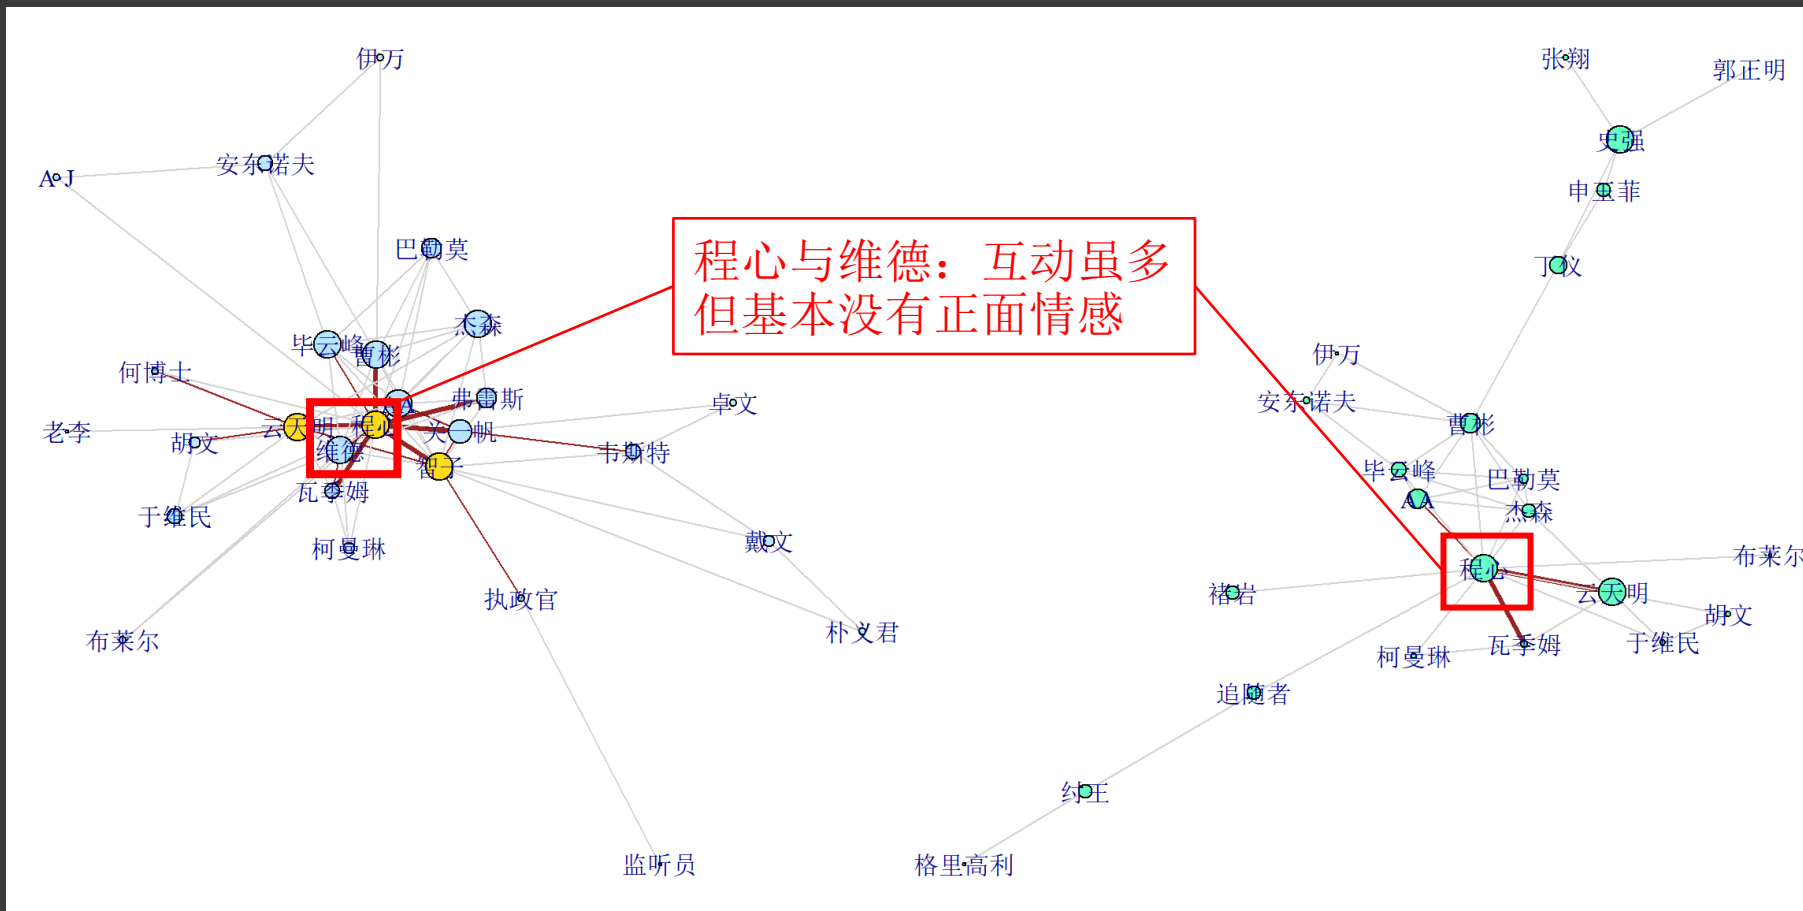 伊万
张翔
郭正明
史强
安东诺夫
AJ
申玉菲
巴勒莫
程心与维德：互动虽多
但基本没有正面情感
丁仪
杰森
毕云峰
曹彬
伊万
何博士
弗雷斯
AA
卓文
安东诺夫
老李
胡文
云天明
程心
关一帆
曹彬
维德
韦斯特
智子
毕云峰
巴勒莫
瓦季姆
AA
杰森
于维民
柯曼琳
戴文
程心
布莱尔
执政官
褚岩
云天明
胡文
布莱尔
朴义君
柯曼琳
瓦季姆
于维民
追随者
纣王
监听员
格里高利